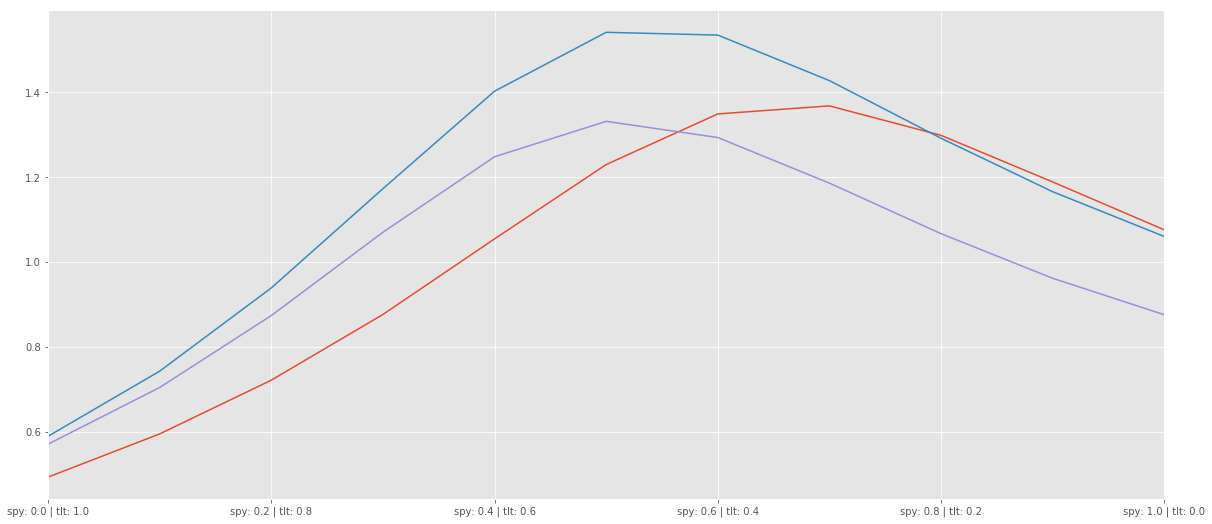 1.4
1.2
1.0
0.8
0.6
spy: 0.0 | tlt: 1.0
spy: 0.2 | tlt: 0.8
spy: 0.4 | tlt: 0.6
spy: 0.6 | tlt: 0.4
spy: 0.8 | tlt: 0.2
spy: 1.0 | tlt: 0.0